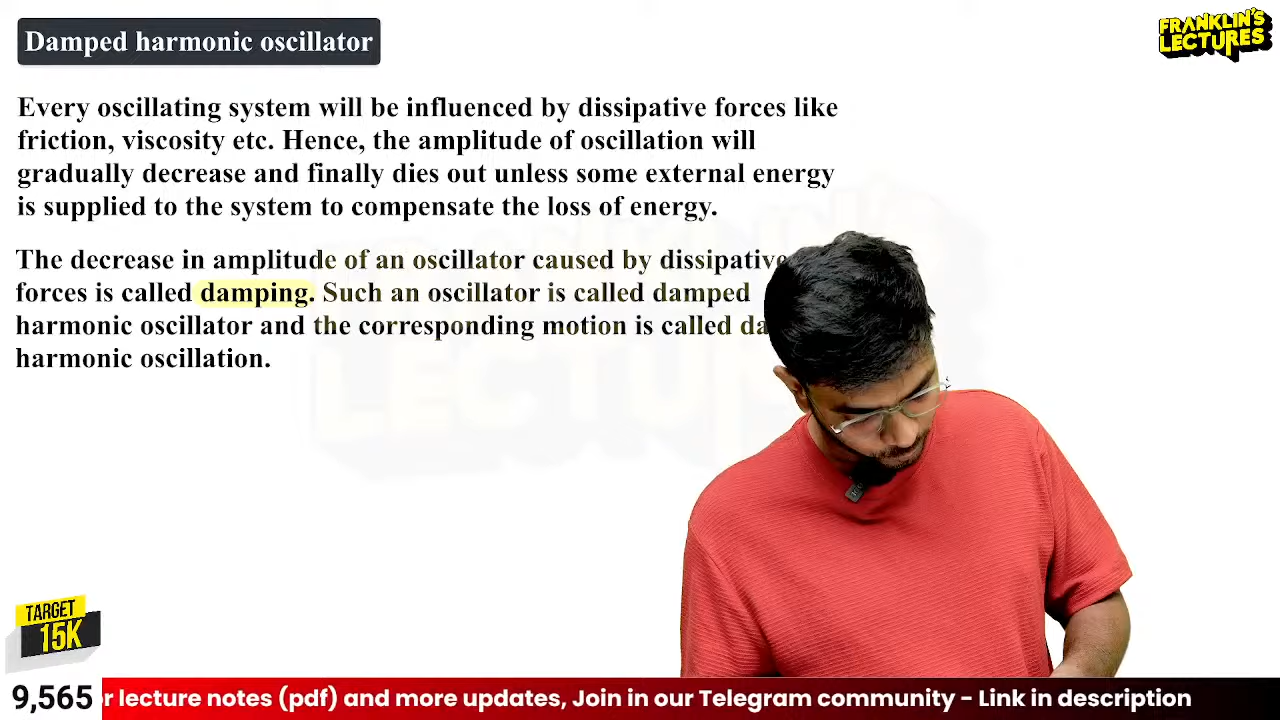 Damped harmonic oscillator
FRANKLIN'S
LECTURES
Every oscillating system will be influenced by dissipative forces like
friction, viscosity etc. Hence, the amplitude of oscillation will
gradually decrease and finally dies out unless some external energy
is supplied to the system to compensate the loss of energy.
The decrease in amplitude of an oscillator caused by dissipative
forces is called damping. Such an oscillator is called damped
harmonic oscillator and the corresponding motion is called da
harmonic oscillation.
LECTURES
TARGET
15K
9,565
r lecture notes (pdf) and more updates, Join in our Telegram community - Link in description